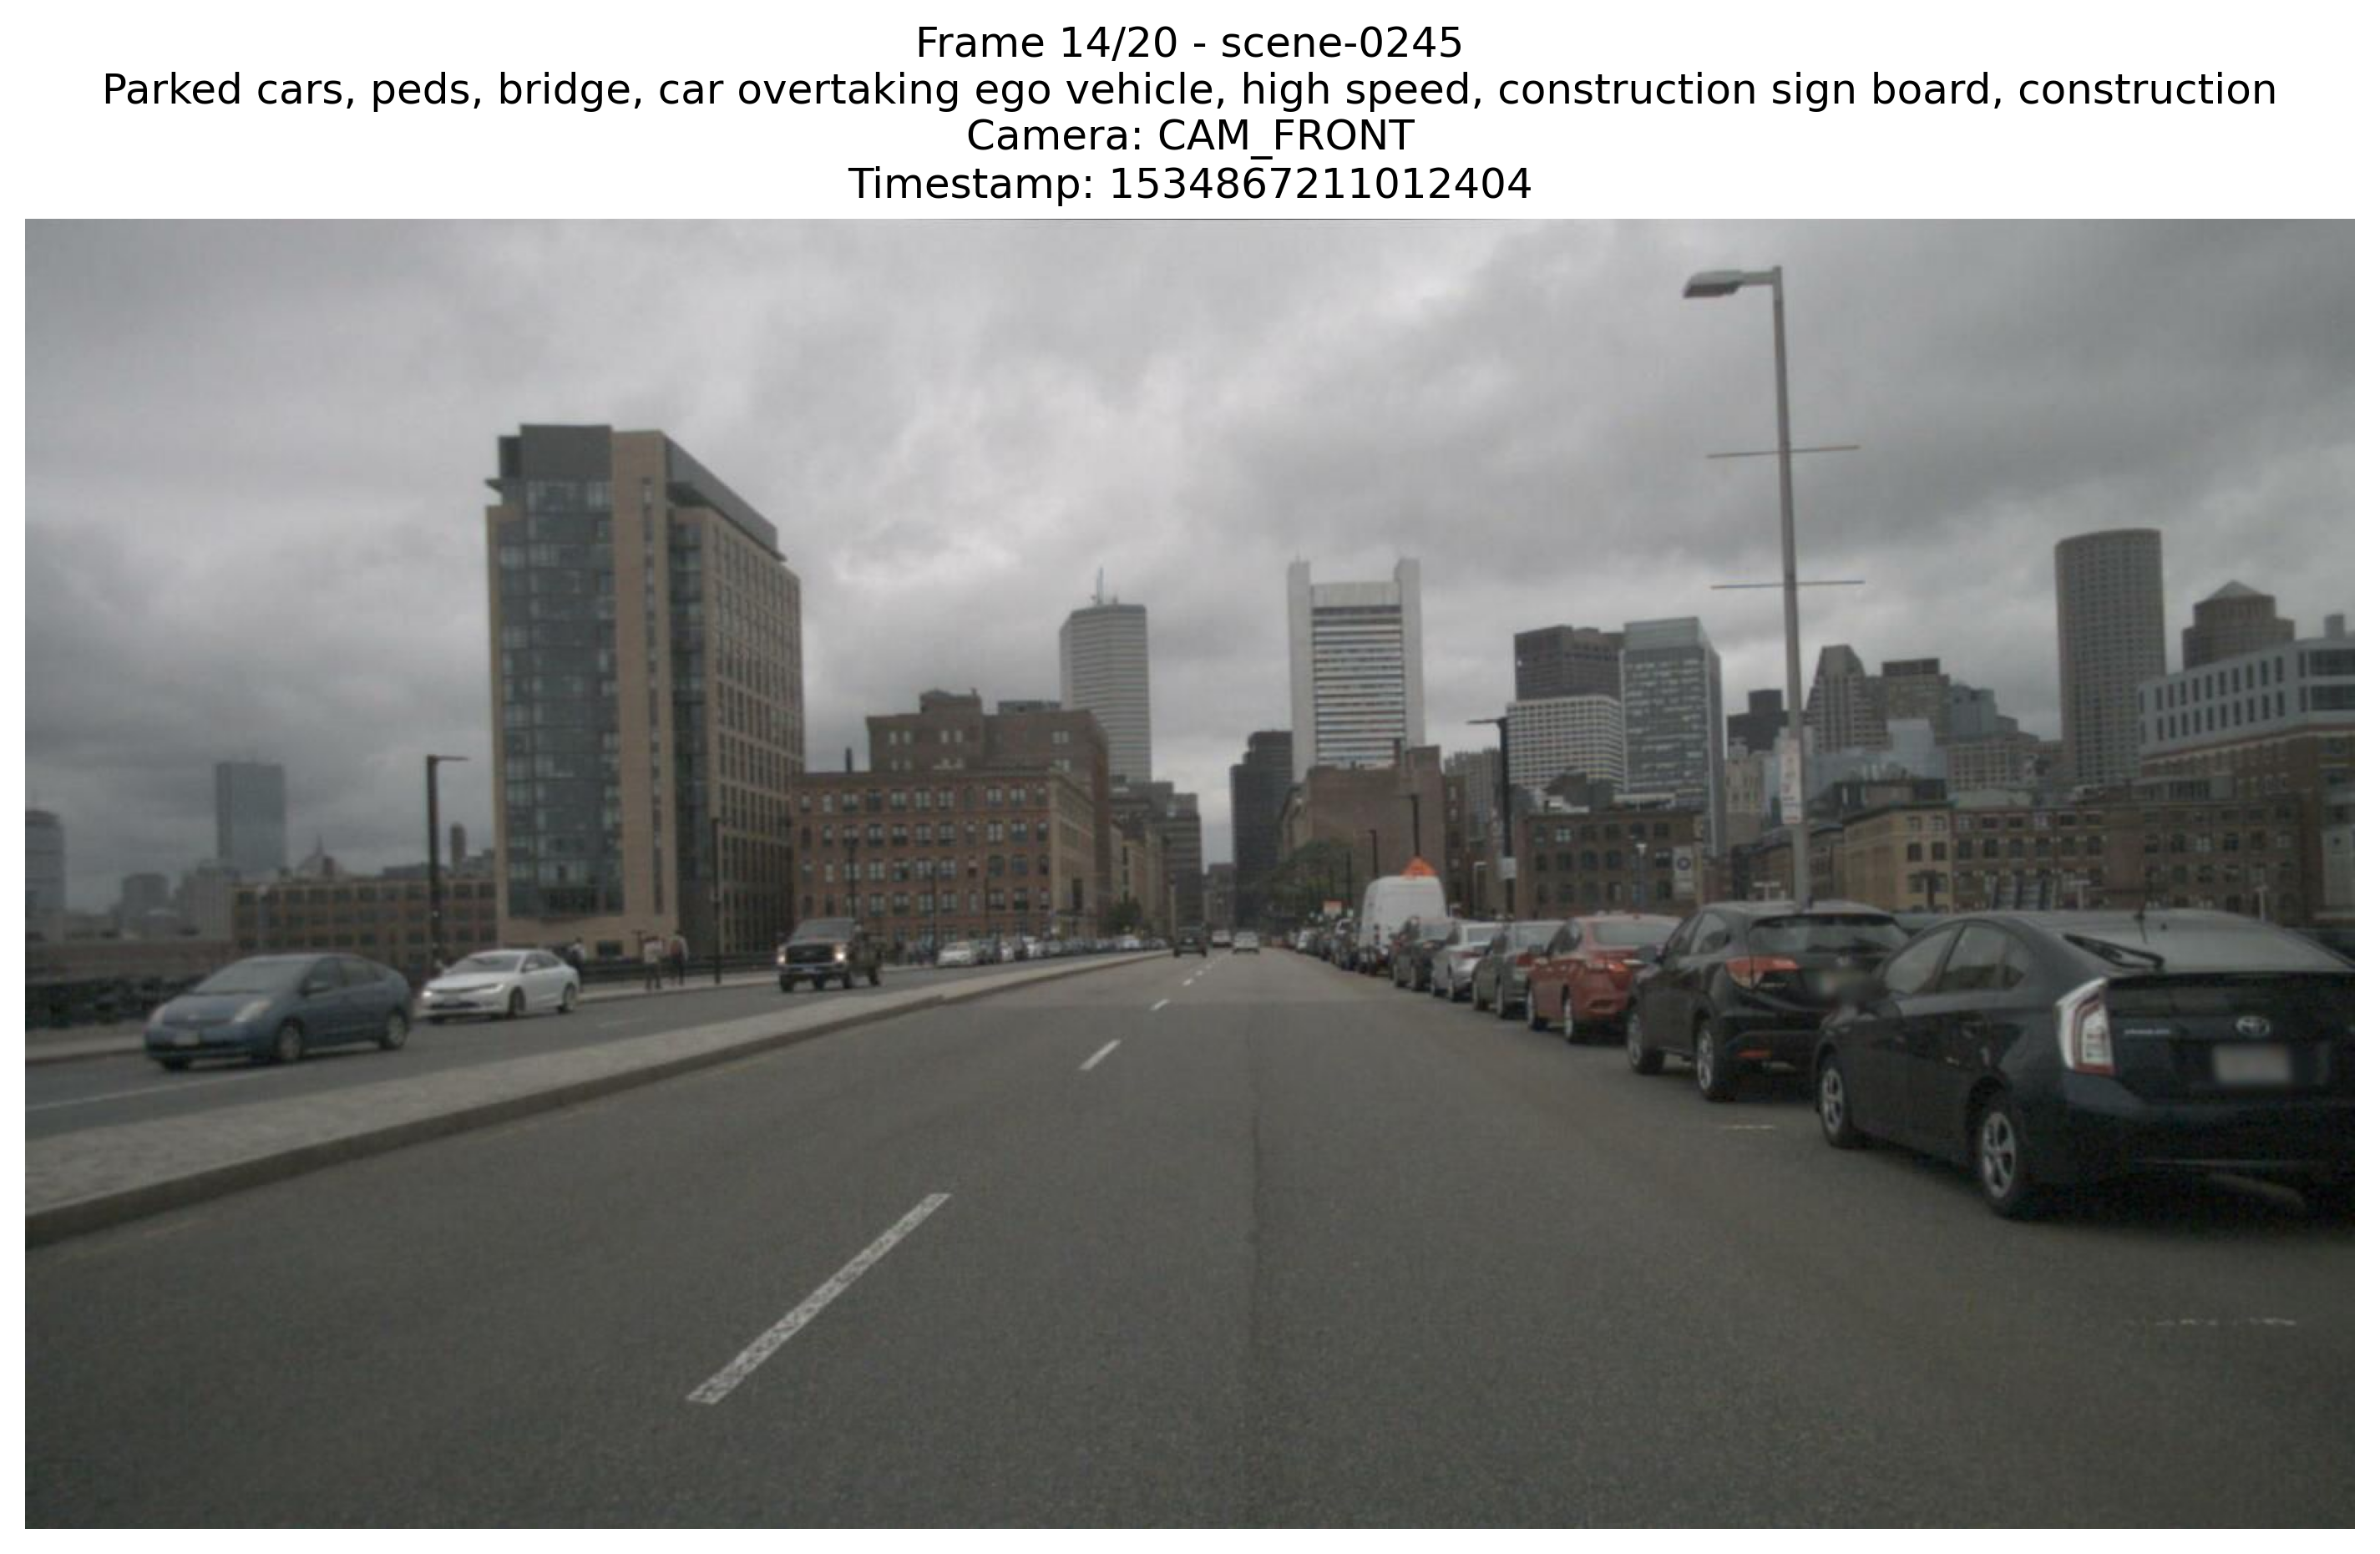 Frame 14/20 - scene-0245
Parked cars, peds, bridge, car overtaking ego vehicle, high speed, construction sign board, construction
Camera: CAM_FRONT
Timestamp: 1534867211012404